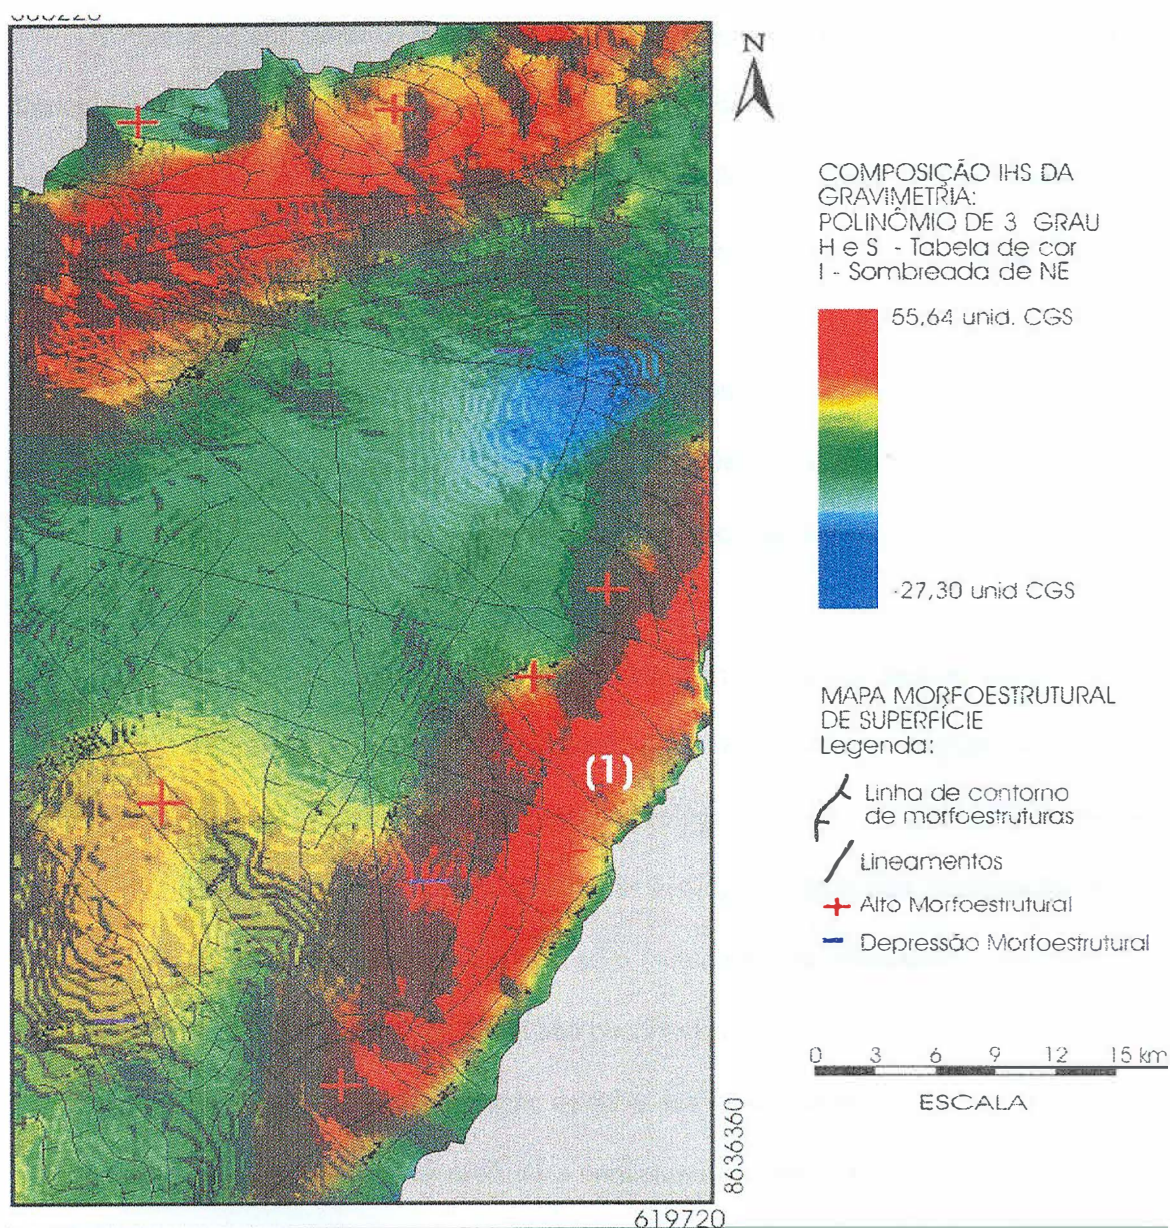 N
COMPOSIÇÃO IHS DA
GRAVIMETRIA:
POLINÔMIO DE 3 GRAU
H e S - Tabela de cor
I - Sombreada de NE
55,64 unid. CGS
-27,30 unid CGS
MAPA MORFOESTRUTURAL
DE SUPERFÍCIE
Legenda:
Linha de contorno
de morfoestruturas
Lineamentos
Alto Morfoestrutural
Depressão Morfoestrutural
0 3 6 9 12 15 km
ESCALA
(1)
8636360
619720